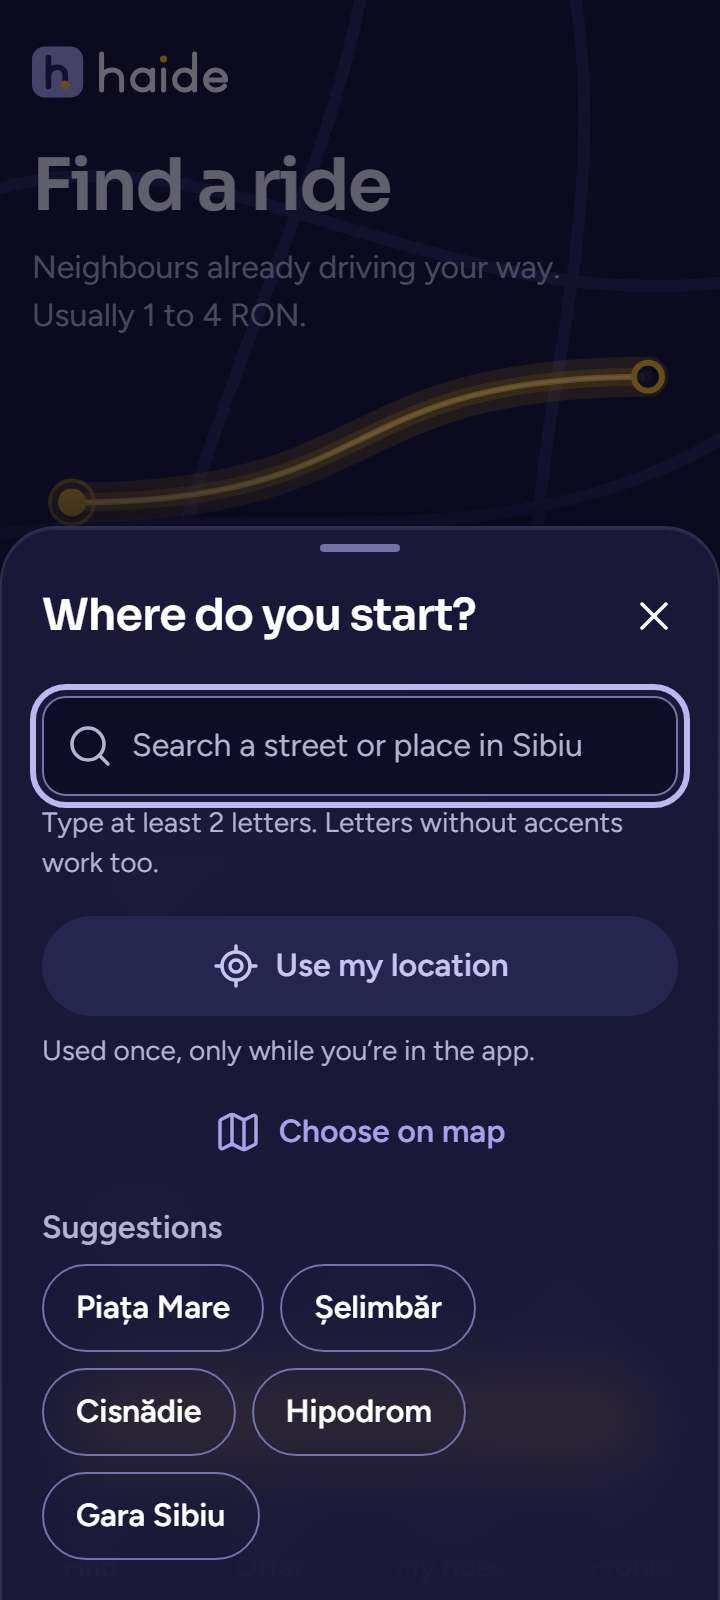 h.
haide
Find a ride
Neighbours already driving your way.
Usually 1 to 4 RON.
Where do you start?
Search a street or place in Sibiu
Type at least 2 letters. Letters without accents
work too.
Use my location
Used once, only while you’re in the app.
Choose on map
Suggestions
Piața Mare
Șelimbăr
Cisnădie
Hipodrom
Gara Sibiu